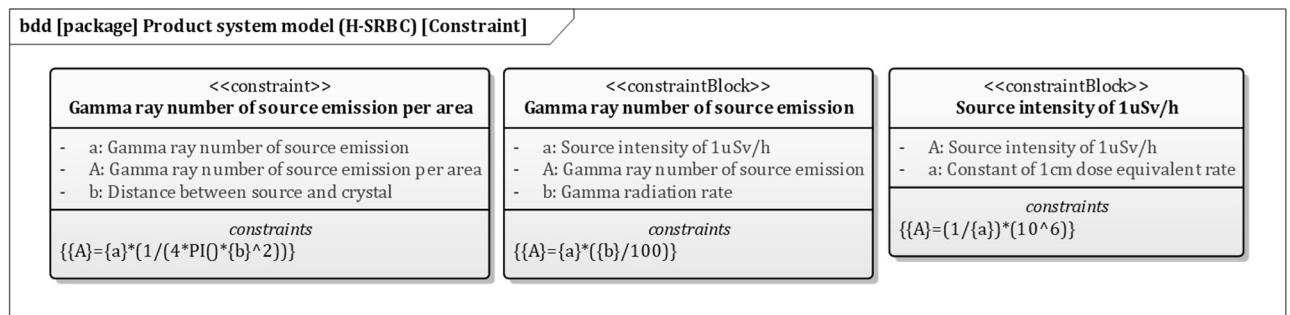 bdd [package] Product system model (H-SRBC) [Constraint]
<<constraint>>
Gamma ray number of source emission per area
- a: Gamma ray number of source emission
- A: Gamma ray number of source emission per area
- b: Distance between source and crystal
constraints
{{A}={a}*(1/(4*PI()*{b}^2))}
<<constraintBlock>>
Gamma ray number of source emission
- a: Source intensity of 1uSv/h
- A: Gamma ray number of source emission
- b: Gamma radiation rate
constraints
{{A}={a}*({b}/100)}
<<constraintBlock>>
Source intensity of 1uSv/h
- A: Source intensity of 1uSv/h
- a: Constant of 1cm dose equivalent rate
constraints
{{A}=(1/{a})*(10^6)}